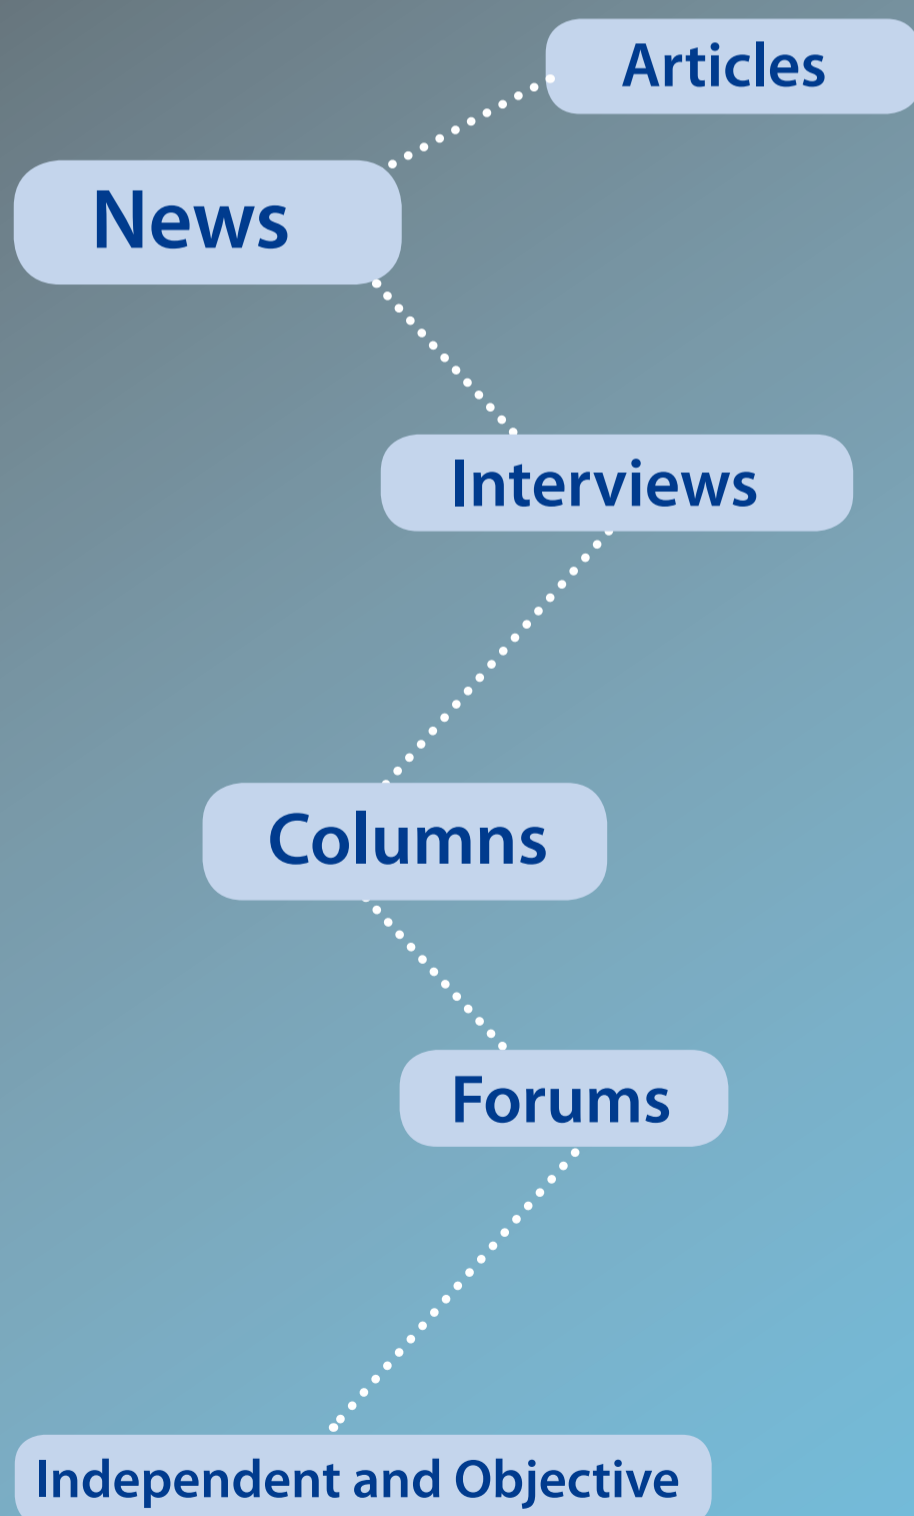 Articles
News
Interviews
Columns
Forums
Independent and Objective